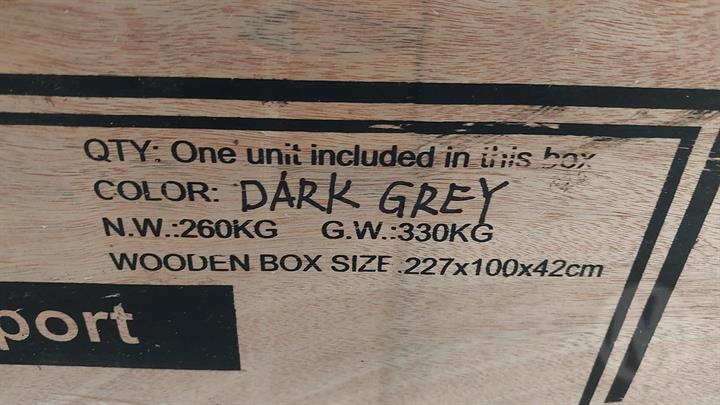 QTY: One unit included in this box
COLOR: DARK GREY
N.W.:260KG G.W.:330KG
WOODEN BOX SIZE :227x100x42cm
port